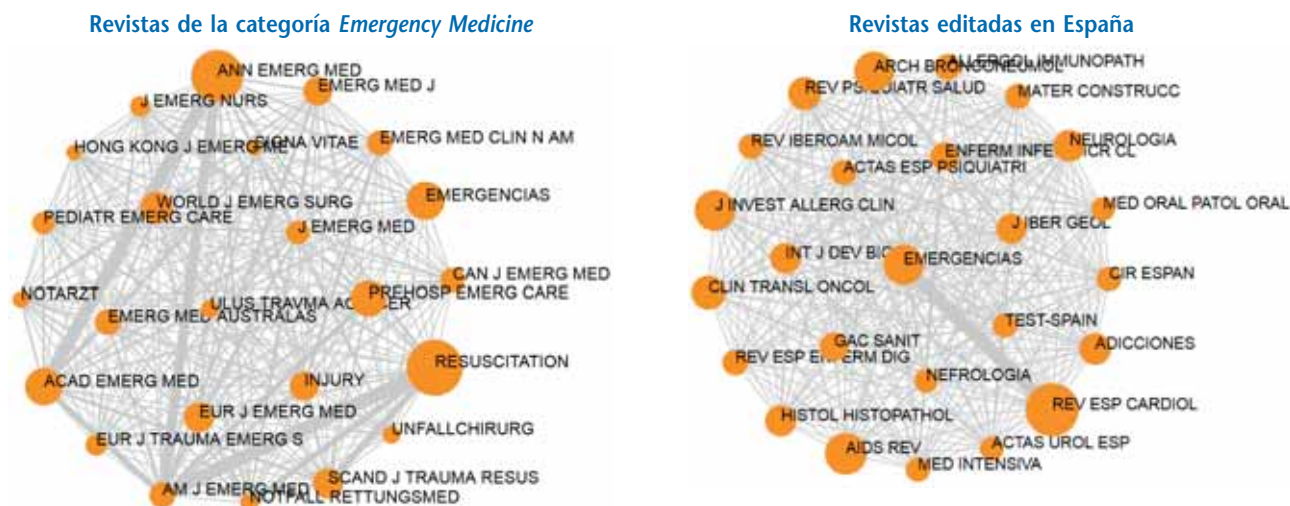 Revistas de la categoría Emergency Medicine
ANN EMERG MED
EMERG MED J
J EMERG NURS
EMERG MED CLIN N AM
SIGNA VITAE
HONG KONG J EMERG ME
EMERGENCIAS
WORLD J EMERG SURG
PEDIATR EMERG CARE
J EMERG MED
CAN J EMERG MED
PREHOSP EMERG CARE
NOTARZT
ULUS TRAVMA
EMERG MED AUSTRALAS
RESUSCITATION
ACAD EMERG MED
INJURY
EUR J EMERG MED
UNFALLCHIRURG
EUR J TRAUMA EMERG S
SCAND J TRAUMA RESUS
AM J EMERG MED
NOTFALL RETTUNGSMED
Revistas editadas en España
ALLERGOL IMMUNOPATH
ARCH BRONCONEUMOL
REV PSIQUIATR SALUD
MATER CONSTRUCC
NEUROLOGIA
REV IBEROAM MICOL
ENFERM
ACTAS ESP PSIQUIATRI
J INVEST ALLERG CLIN
MED ORAL PATOL ORAL
J IBER GEOL
INT J DEV
EMERGENCIAS
CIR ESPAN
CLIN TRANSL ONCOL
TEST-SPAIN
GAC SANIT
ADICCIONES
REV ESP ENFERM DIG
NEFROLOGIA
REV ESP CARDIOL
HISTOL HISTOPATHOL
ACTAS UROL ESP
AIDS REV
MED INTENSIVA